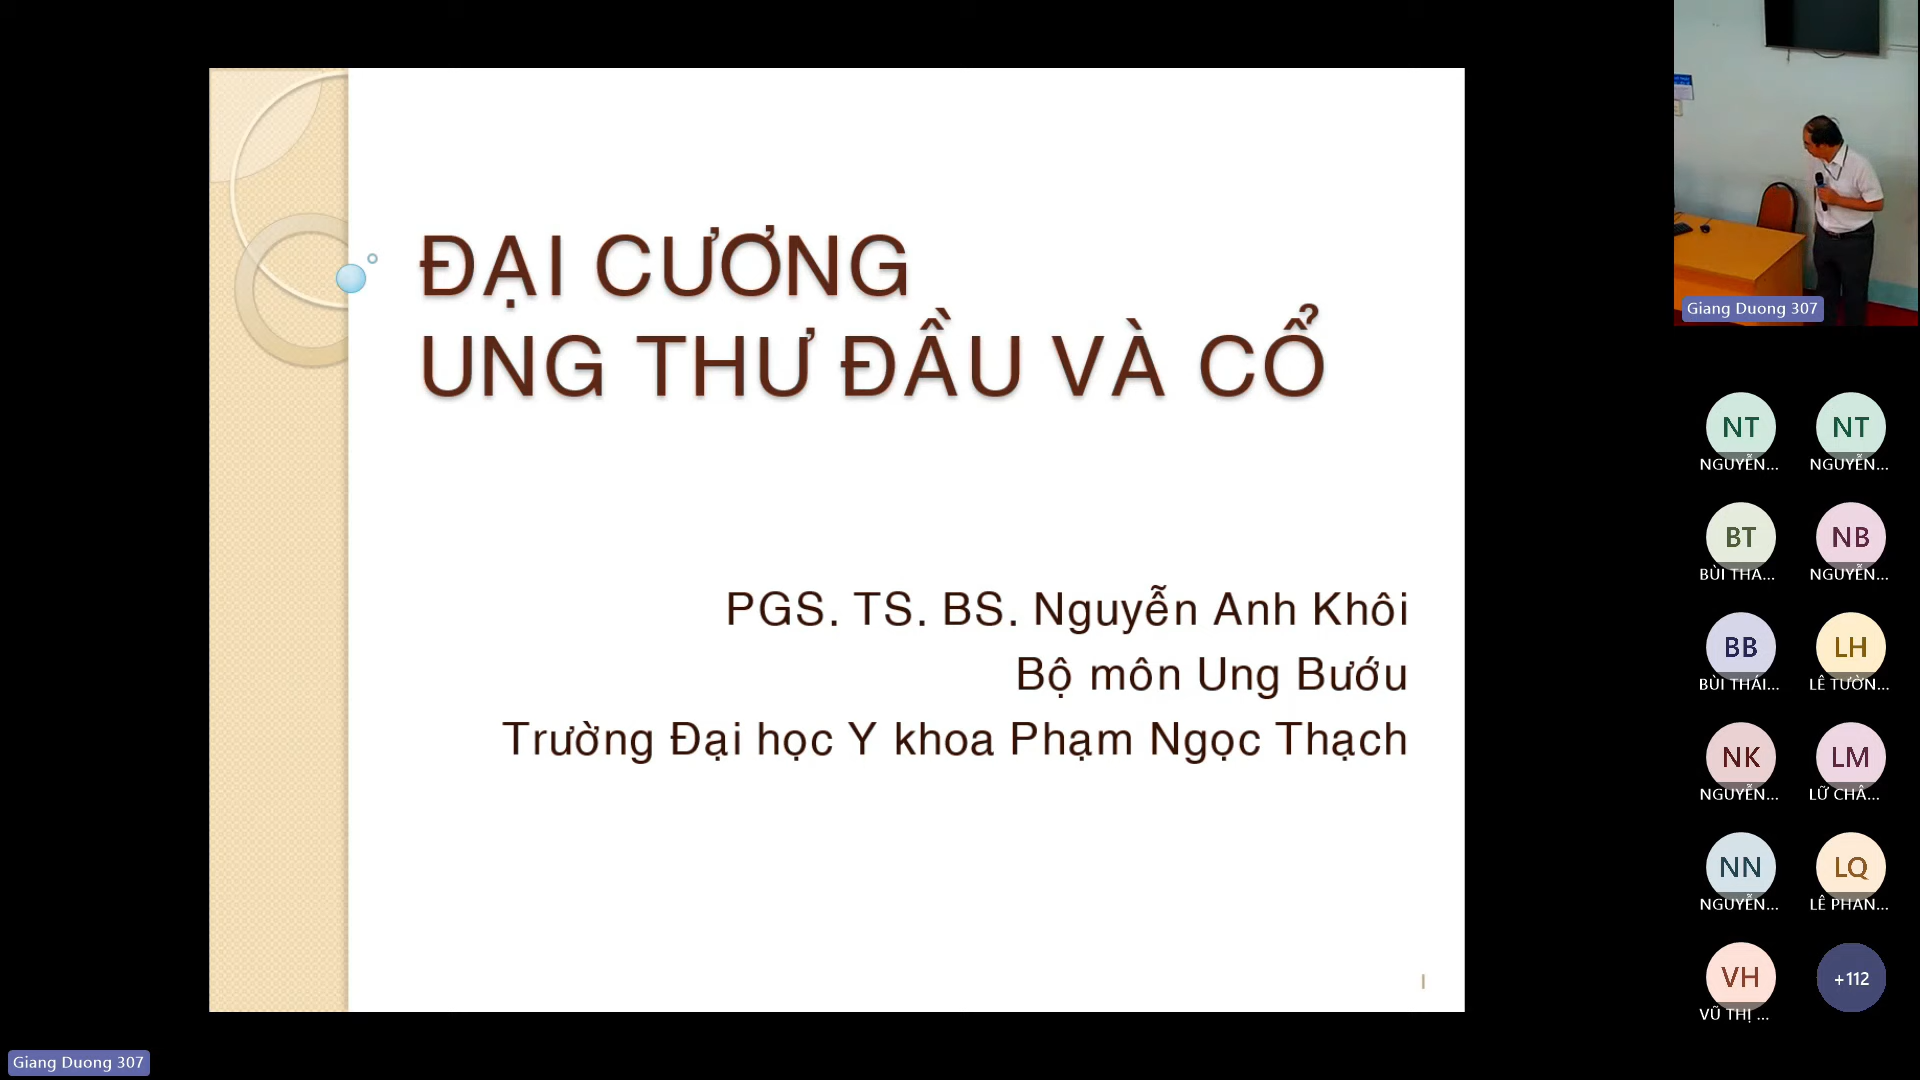 ĐẠI CƯƠNG
UNG THƯ ĐẦU VÀ CỔ
PGS. TS. BS. Nguyễn Anh Khôi
Bộ môn Ung Bướu
Trường Đại học Y khoa Phạm Ngọc Thạch
1
Giang Duong 307
NT
NGUYỄN...
NT
NGUYỄN...
BT
BÙI THA...
NB
NGUYỄN...
BB
BÙI THÁI...
LH
LÊ TƯỜN...
NK
NGUYỄN...
LM
LỮ CHÂ...
NN
NGUYỄN...
LQ
LÊ PHAN...
VH
VŨ THỊ ...
+112
Giang Duong 307